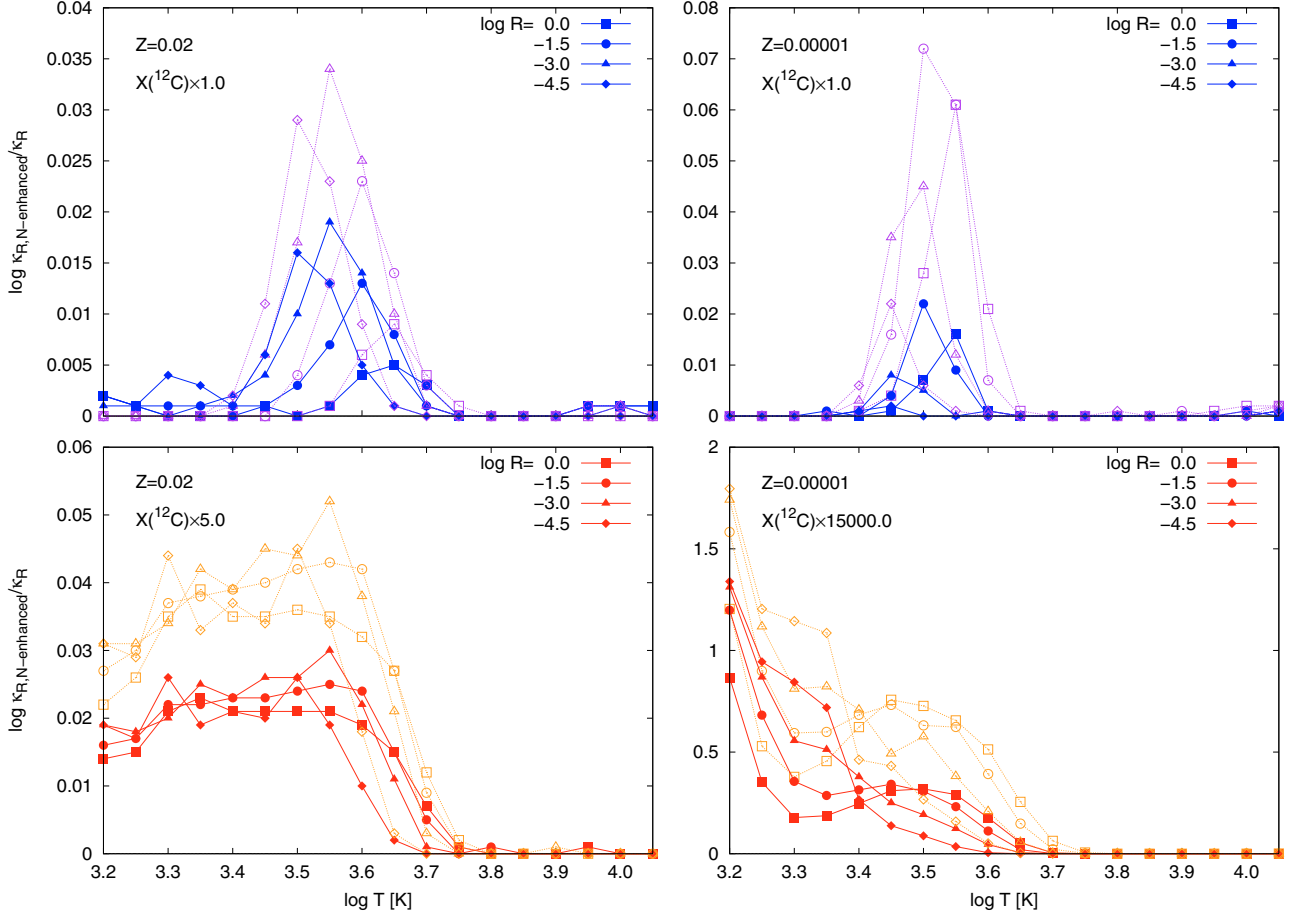 log κR,N−enhanced/κR
0.04
0.035
0.03
0.025
0.02
0.015
0.01
0.005
0
Z=0.02
X(12C)×1.0
log R= 0.0
−1.5
−3.0
−4.5
0.08
0.07
0.06
0.05
0.04
0.03
0.02
0.01
0
Z=0.00001
X(12C)×1.0
log R= 0.0
−1.5
−3.0
−4.5
log κR,N−enhanced/κR
0.06
0.05
0.04
0.03
0.02
0.01
0
Z=0.02
X(12C)×5.0
log R= 0.0
−1.5
−3.0
−4.5
3.2 3.3 3.4 3.5 3.6 3.7 3.8 3.9 4.0
log T [K]
2
1.5
1
0.5
0
Z=0.00001
X(12C)×15000.0
log R= 0.0
−1.5
−3.0
−4.5
3.2 3.3 3.4 3.5 3.6 3.7 3.8 3.9 4.0
log T [K]